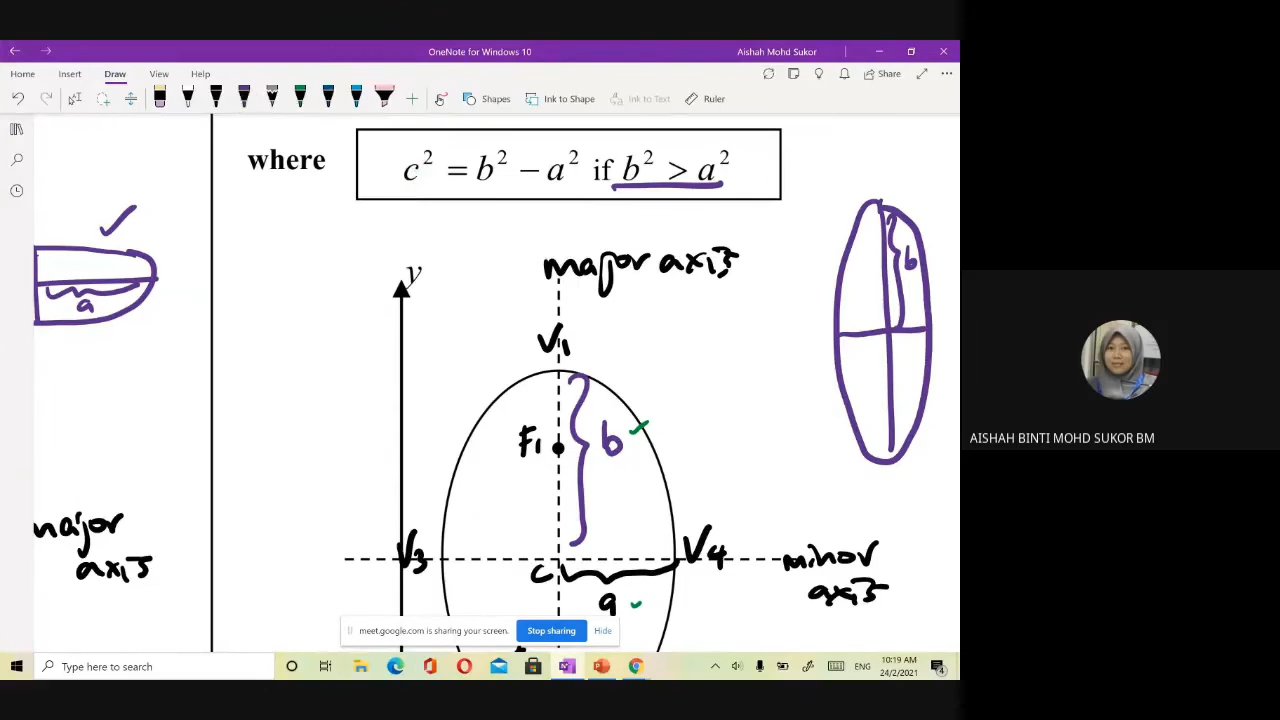 OneNote for Windows 10
Aishah Mohd Sukor
Home Insert Draw View Help
Share
Shapes Ink to Shape Ink to Text Ruler
where c² = b² − a² if b² > a²
y
major axis
a
b
V1
F1
b
V3
V4
C
a
major
axis
minor
axis
meet.google.com is sharing your screen. Stop sharing Hide
AISHAH BINTI MOHD SUKOR BM
Type here to search
ENG
10:19 AM
24/2/2021
4